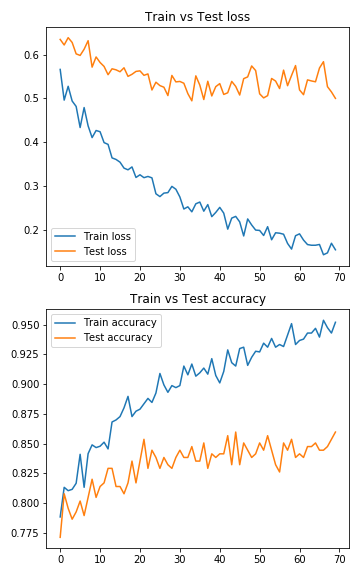 Train vs Test loss
0.6
0.5
0.4
0.3
0.2
Train loss
Test loss
0 10 20 30 40 50 60 70
Train vs Test accuracy
0.950
0.925
0.900
0.875
0.850
0.825
0.800
0.775
Train accuracy
Test accuracy
0 10 20 30 40 50 60 70